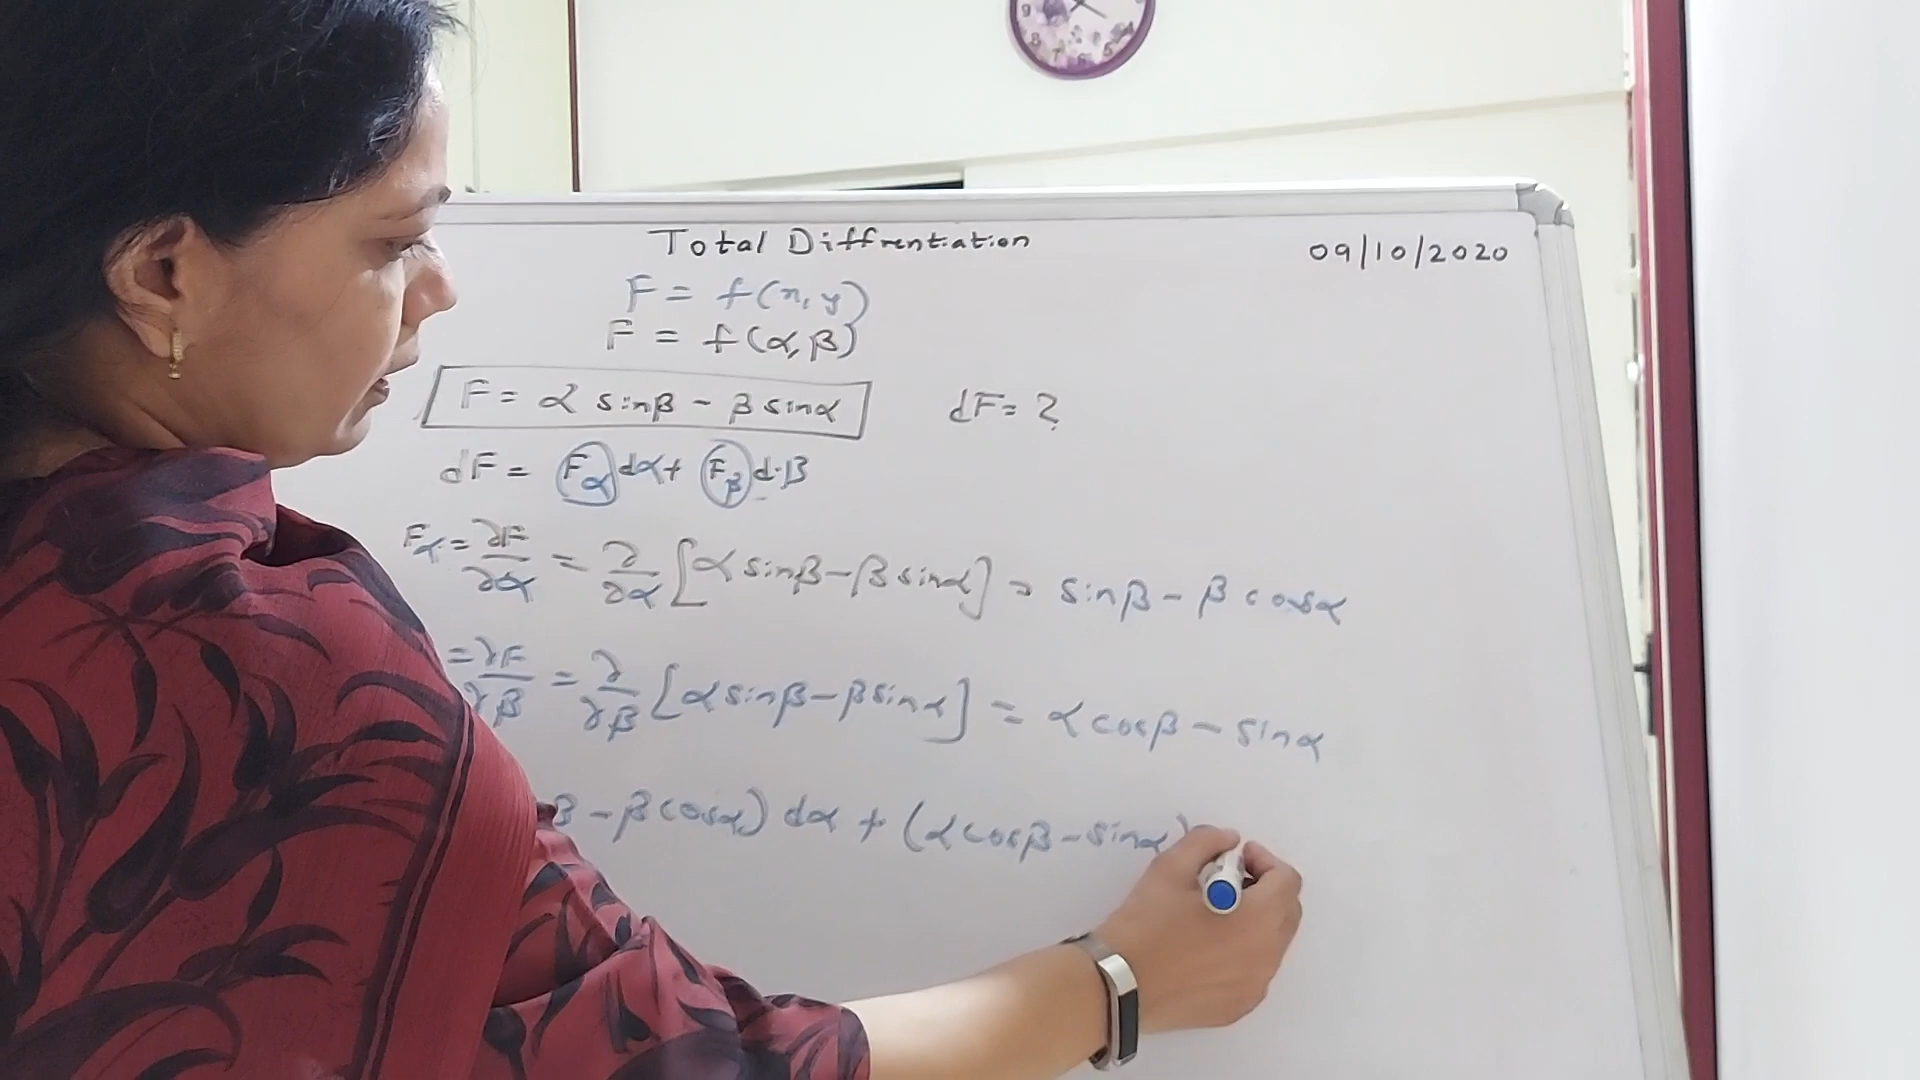 Total Diffrentiation
09/10/2020
F = f(x, y)
F = f(α, β)
F = α sinβ - β sinα
dF = ?
dF = Fα dα + Fβ d·β
Fα = ∂F/∂α = ∂/∂α [α sinβ - β sinα] = sinβ - β cosα
= ∂F/∂β = ∂/∂β [α sinβ - β sinα] = α cosβ - sinα
β - β cosα) dα + (α cosβ - sinα)